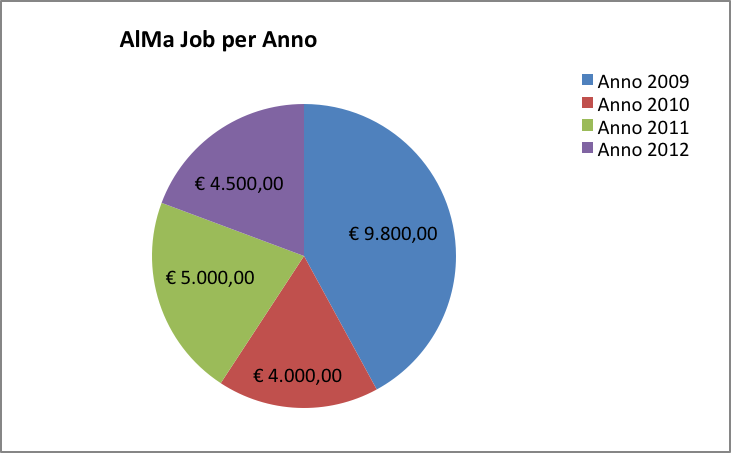 AlMa Job per Anno
Anno 2009
Anno 2010
Anno 2011
Anno 2012
€ 4.500,00
€ 9.800,00
€ 5.000,00
€ 4.000,00